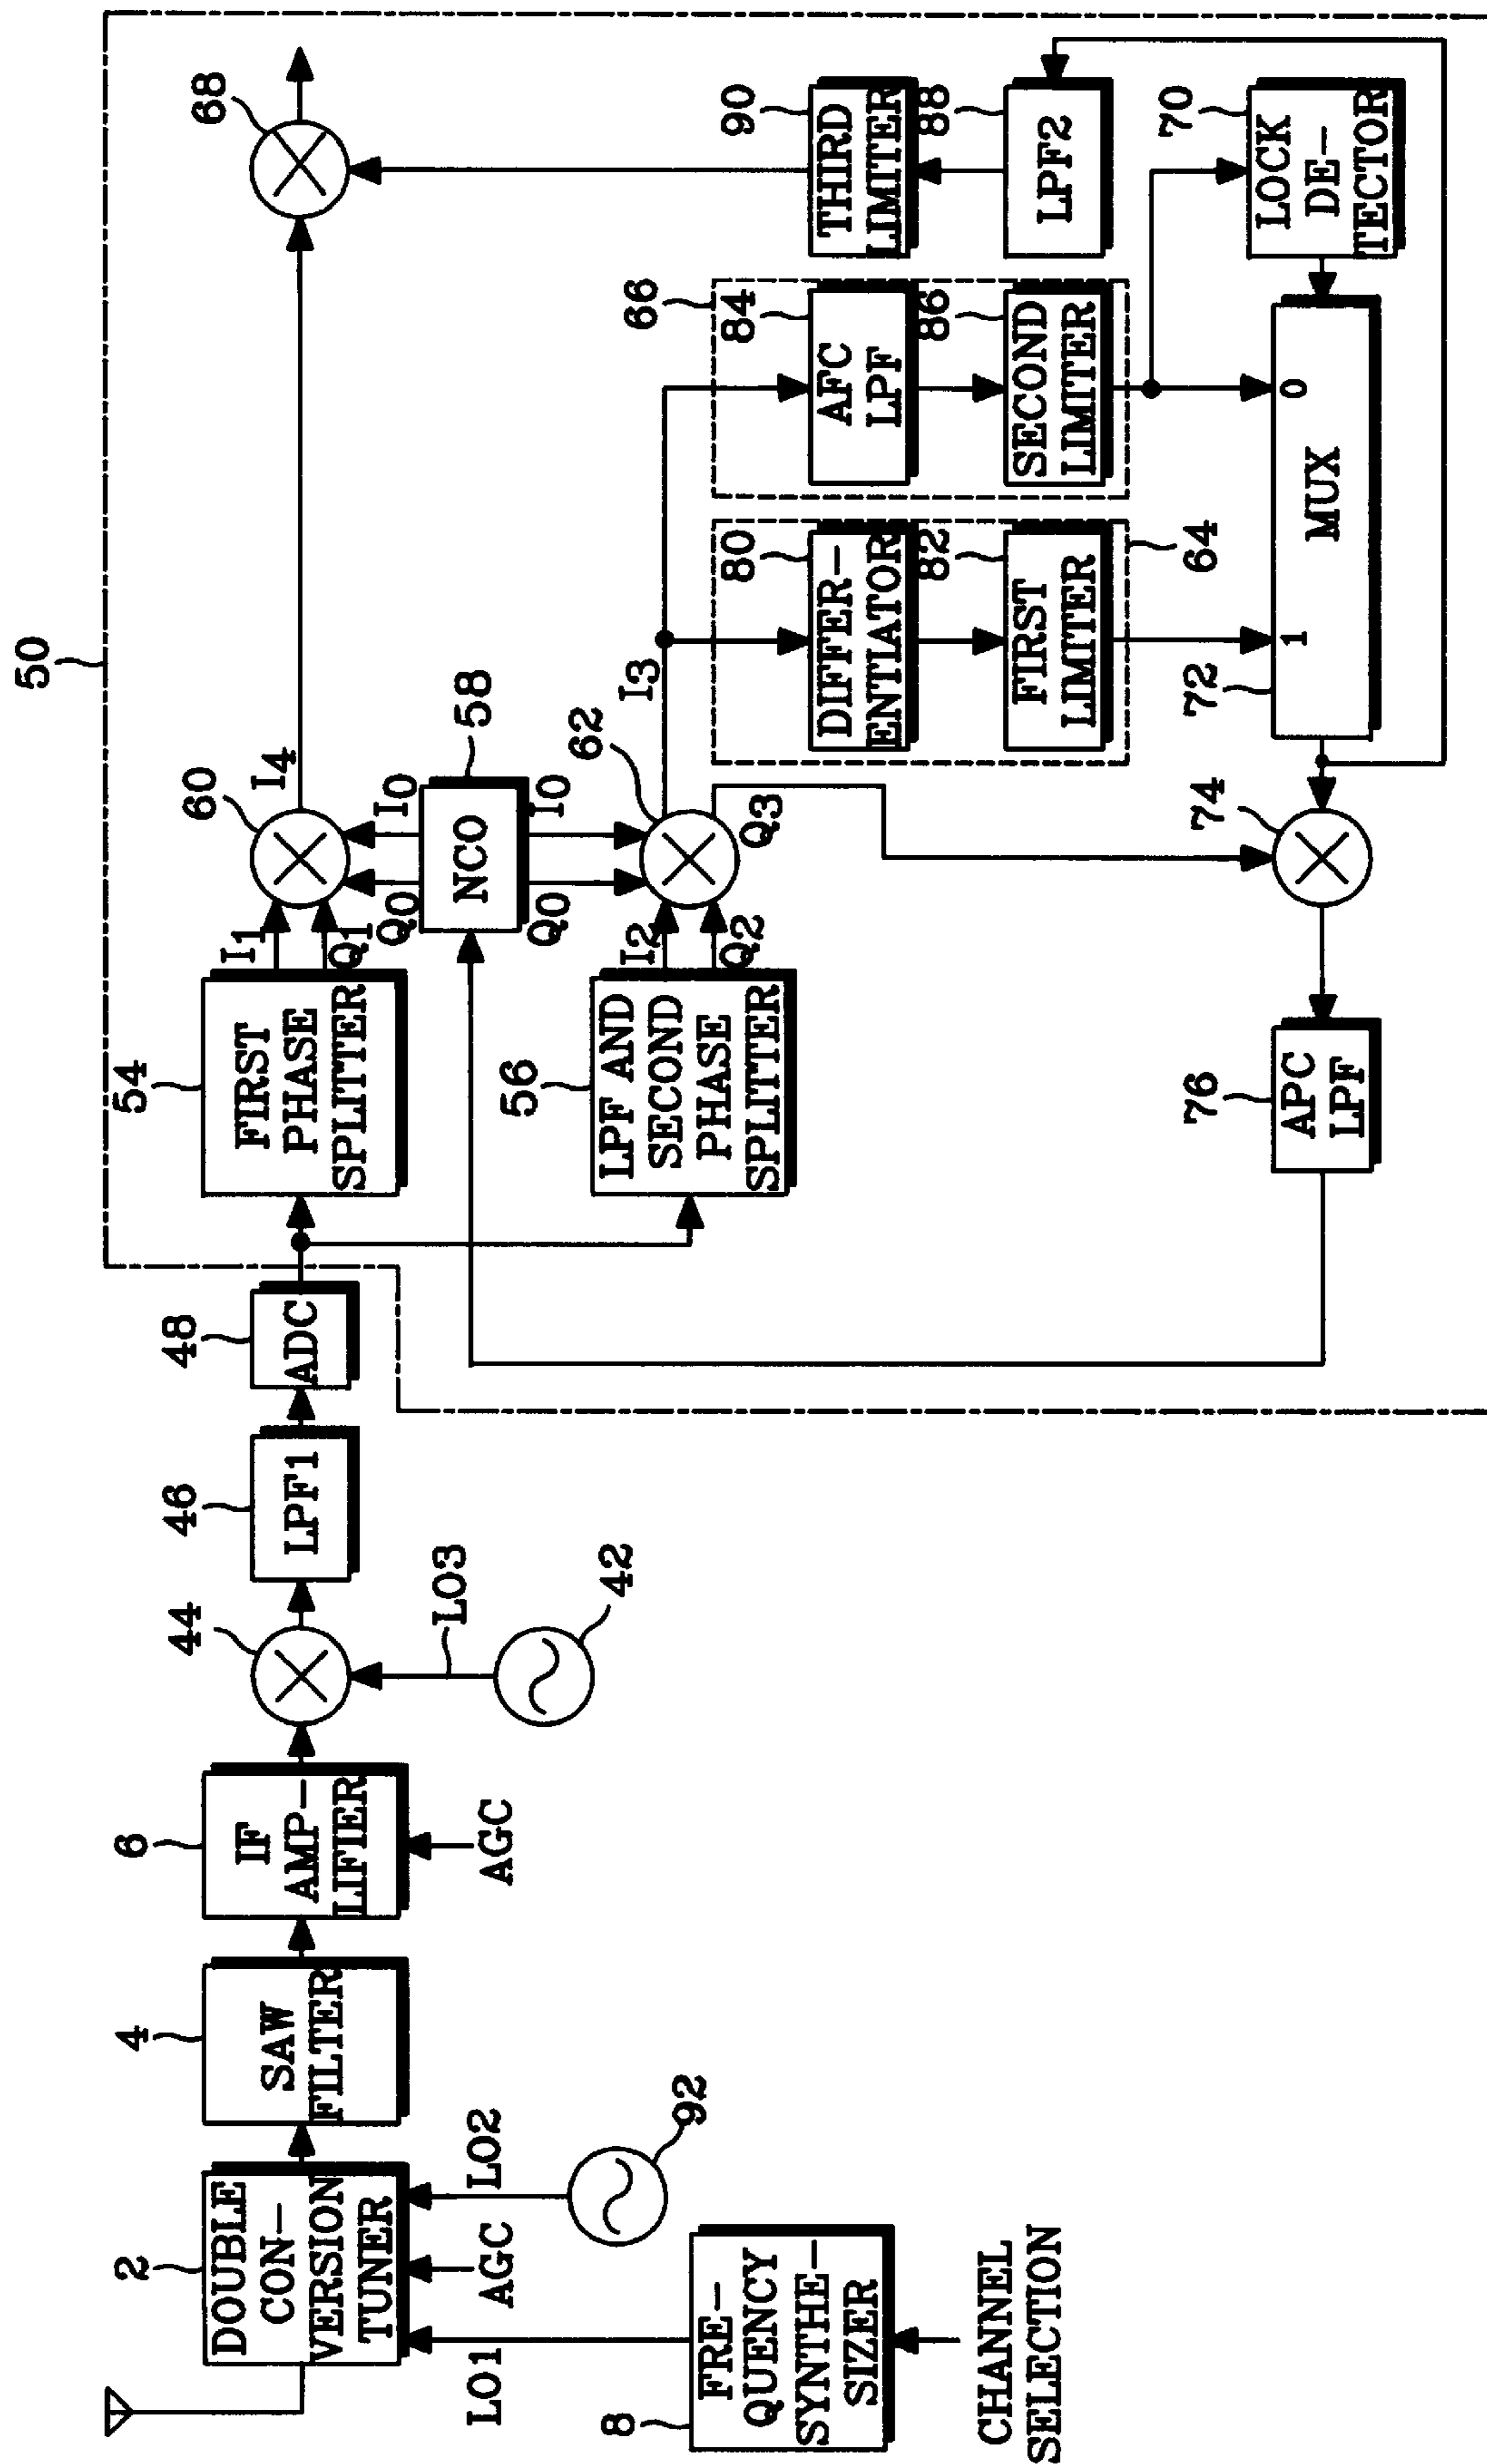 50
2
DOUBLE
CON-
VERSION
TUNER
4
SAW
FILTER
6
IF
AMP-
LIFIER
44
46
LPF1
48
ADC
54
FIRST
PHASE
SPLITTER
I1
Q1
60
I4
68
LO1
AGC
LO2
92
AGC
LO3
42
8
FRE-
QUENCY
SYNTHE-
SIZER
CHANNEL
SELECTION
Q0
I0
NCO
58
Q0
I0
56
LPF AND
SECOND
PHASE
SPLITTER
I2
Q2
62
I3
Q3
80
DIFFER-
ENTIATOR
82
FIRST
LIMITER
64
66
84
AFC
LPF
86
SECOND
LIMITER
90
THIRD
LIMITER
88
LPF2
70
LOCK
DE-
TECTOR
72
1
MUX
0
74
76
APC
LPF